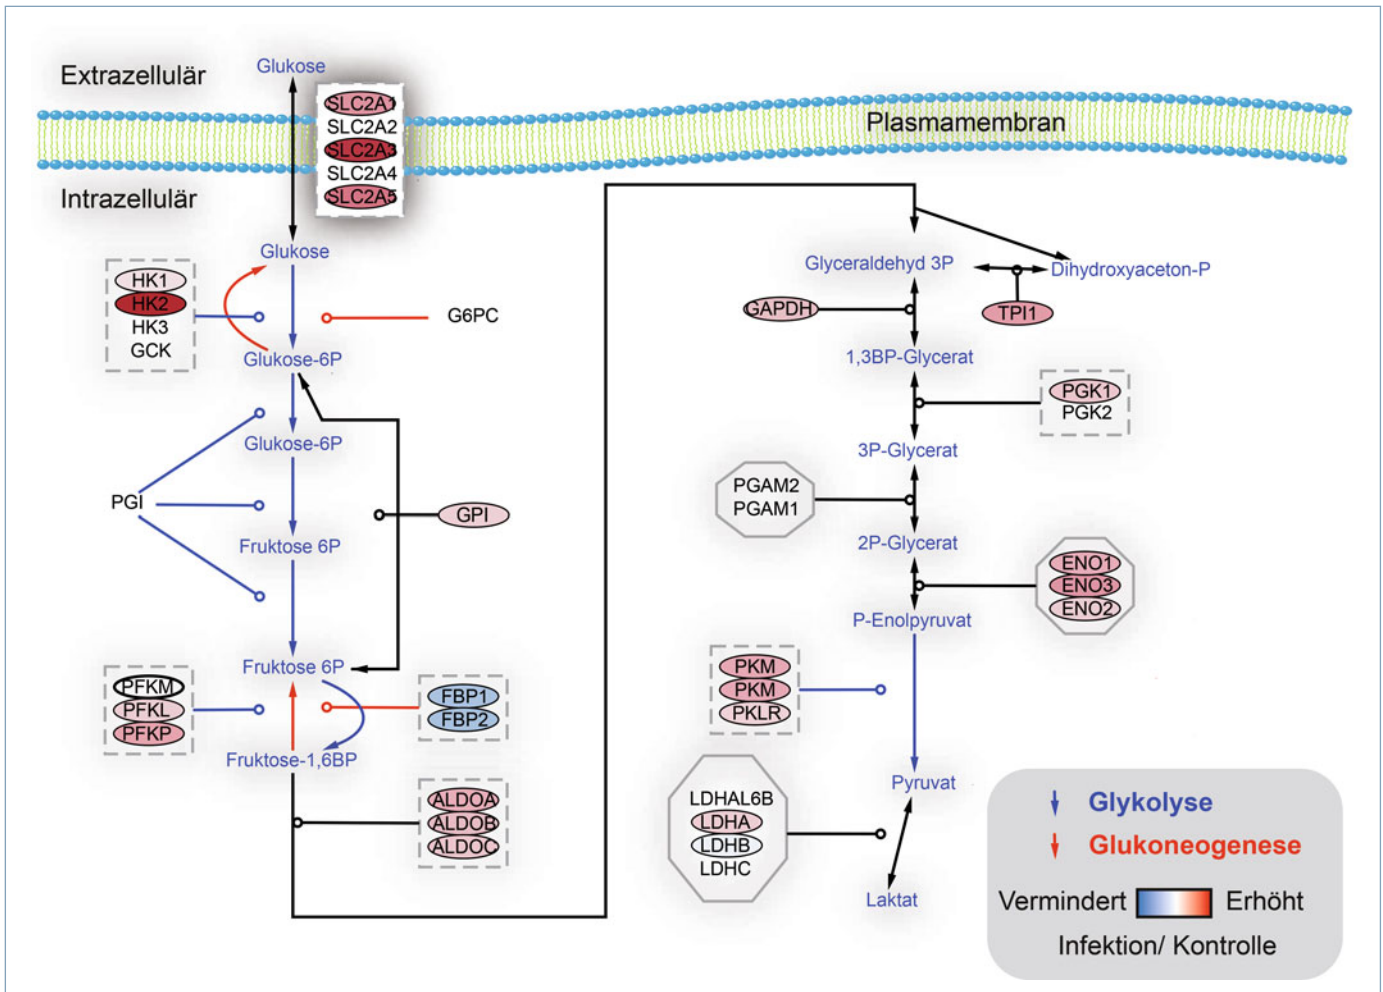 Extrazellulär
Glukose
SLC2A1
SLC2A2
SLC2A3
SLC2A4
SLC2A5
Plasmamembran
Intrazellulär
Glukose
HK1
HK2
HK3
GCK
G6PC
Glukose-6P
Glukose-6P
PGI
GPI
Fruktose 6P
Fruktose 6P
PFKM
PFKL
PFKP
FBP1
FBP2
Fruktose-1,6BP
ALDOA
ALDOB
ALDOC
Glyceraldehyd 3P
Dihydroxyaceton-P
GAPDH
TPI1
1,3BP-Glycerat
PGK1
PGK2
3P-Glycerat
PGAM2
PGAM1
2P-Glycerat
ENO1
ENO3
ENO2
P-Enolpyruvat
PKM
PKM
PKLR
Pyruvat
LDHAL6B
LDHA
LDHB
LDHC
Laktat
Glykolyse
Glukoneogenese
Vermindert Erhöht
Infektion/ Kontrolle